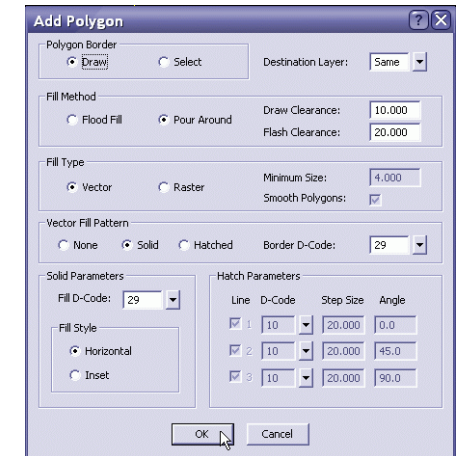 Add Polygon
Polygon Border
Draw Select Destination Layer: Same
Fill Method
Flood Fill Pour Around Draw Clearance: 10.000
Flash Clearance: 20.000
Fill Type
Vector Raster Minimum Size: 4.000
Smooth Polygons:
Vector Fill Pattern
None Solid Hatched Border D-Code: 29
Solid Parameters
Fill D-Code: 29
Fill Style
Horizontal
Inset
Hatch Parameters
Line D-Code Step Size Angle
1 10 20.000 0.0
2 10 20.000 45.0
3 10 20.000 90.0
OK Cancel